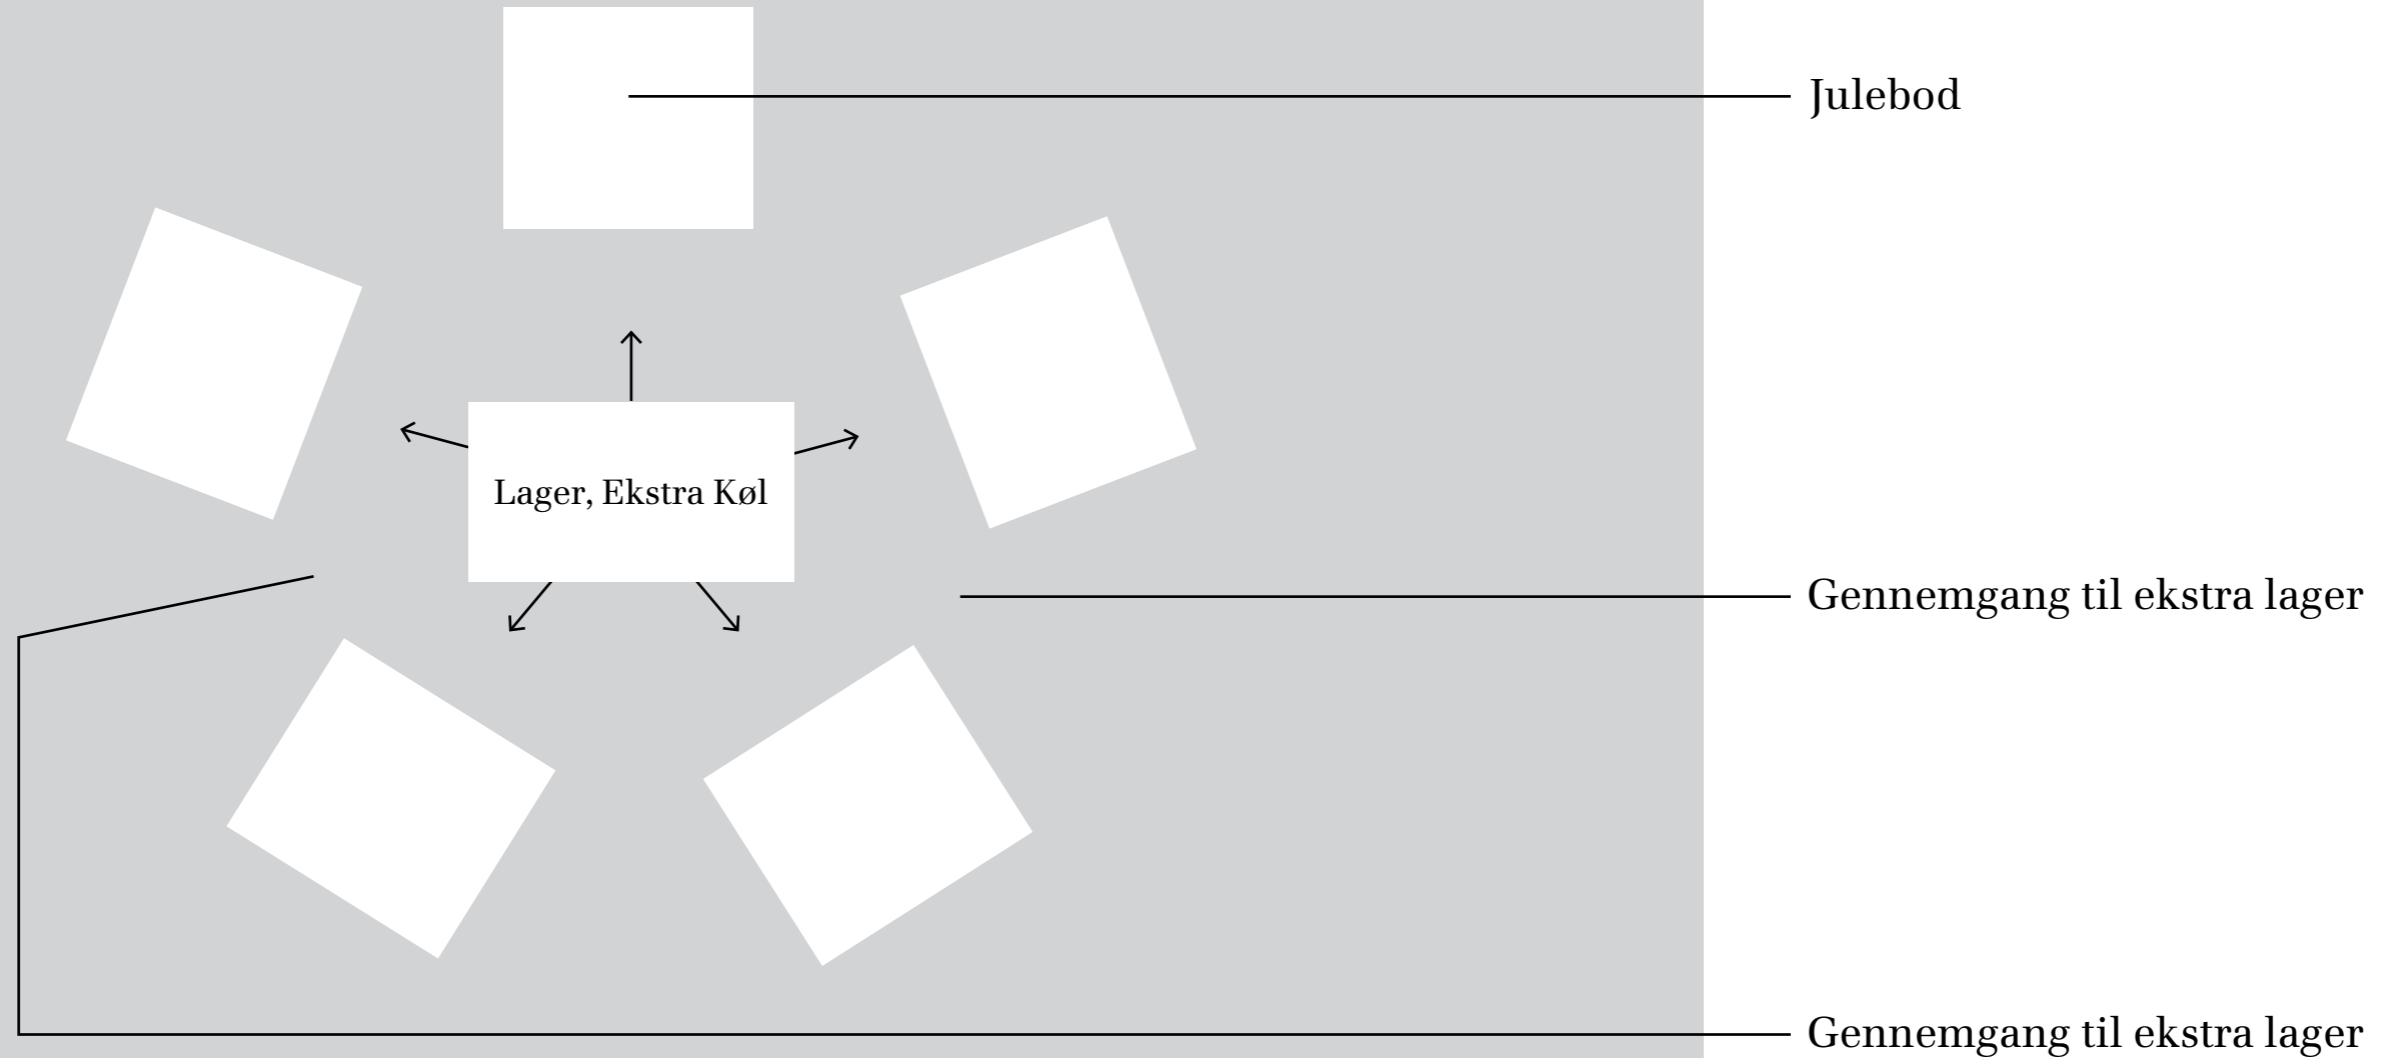 Julebod
Lager, Ekstra Køl
Gennemgang til ekstra lager
Gennemgang til ekstra lager